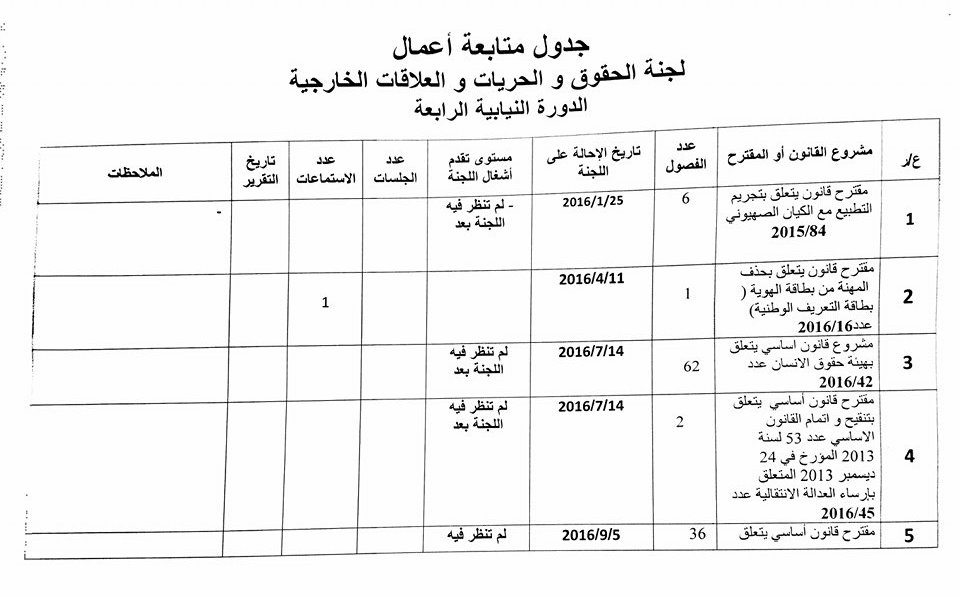 جدول متابعة أعمال
لجنة الحقوق و الحريات و العلاقات الخارجية
الدورة النيابية الرابعة
ع/ر
مشروع القانون أو المقترح
عدد
الفصول
تاريخ الإحالة على
اللجنة
مستوى تقدم
أشغال اللجنة
عدد
الجلسات
عدد
الاستماعات
تاريخ
التقرير
الملاحظات
1
مقترح قانون يتعلق بتجريم
التطبيع مع الكيان الصهيوني
2015/84
6
2016/1/25
- لم تنظر فيه
اللجنة بعد
-
2
مقترح قانون يتعلق بحذف
المهنة من بطاقة الهوية (
بطاقة التعريف الوطنية)
عدد2016/16
1
2016/4/11
1
3
مشروع قانون اساسي يتعلق
بهيئة حقوق الانسان عدد
2016/42
62
2016/7/14
لم تنظر فيه
اللجنة بعد
4
مقترح قانون أساسي يتعلق
بتنقيح و اتمام القانون
الاساسي عدد 53 لسنة
2013 المؤرخ في 24
ديسمبر 2013 المتعلق
بإرساء العدالة الانتقالية عدد
2016/45
2
2016/7/14
لم تنظر فيه
اللجنة بعد
5
مقترح قانون أساسي يتعلق
36
2016/9/5
لم تنظر فيه